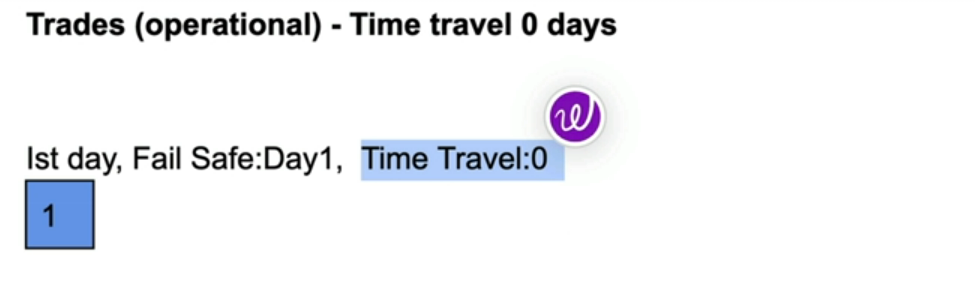 Trades (operational) - Time travel 0 days
Ist day, Fail Safe:Day1, Time Travel:0
1